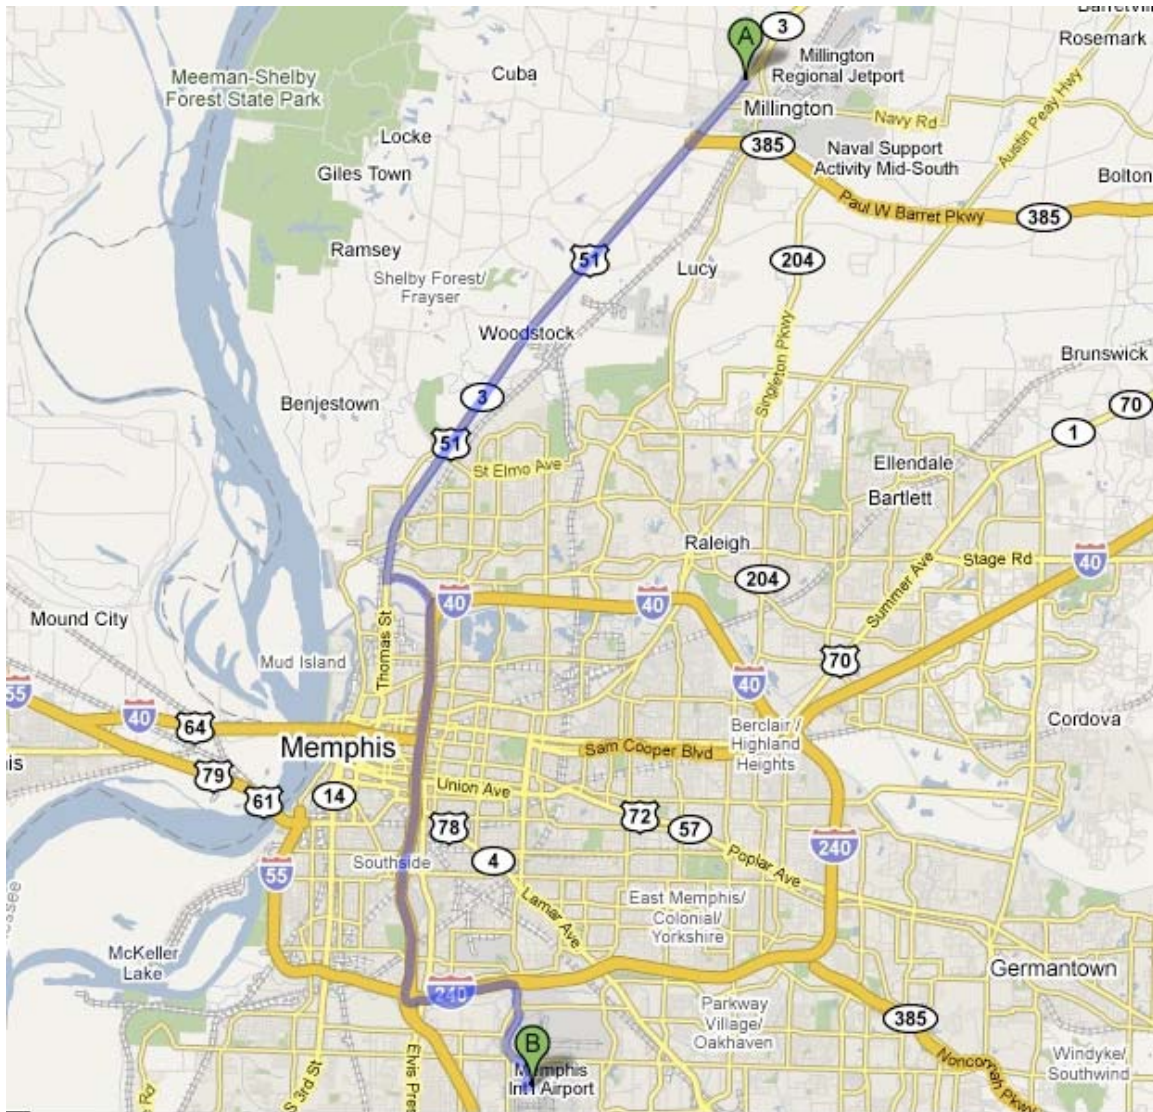 Barretvil
A
3
Rosemark
Meeman-Shelby
Forest State Park
Cuba
Millington
Regional Jetport
Millington
Navy Rd
Austin Peay Hwy
Locke
385
Naval Support
Activity Mid-South
Giles Town
Bolton
Paul W Barret Pkwy
385
Ramsey
51
Lucy
204
Shelby Forest/
Frayser
Woodstock
Singleton Pkwy
Brunswick
Benjestown
3
70
1
51
St Elmo Ave
Ellendale
Bartlett
Raleigh
Stage Rd
40
204
Summer Ave
40
40
Mound City
Thomas St
Mud Island
70
55
40
40
64
Cordova
Berclair /
Highland
Heights
Memphis
Sam Cooper Blvd
is
79
61
14
Union Ave
72
78
57
4
240
Poplar Ave
Southside
55
Lamar Ave
East Memphis/
Colonial/
Yorkshire
McKeller
Lake
Germantown
240
Parkway
Village/
Oakhaven
385
B
Memphis
Int'l Airport
Elvis Pres
S 3rd St
Rd
Nonconnah Pkwy
Windyke/
Southwind